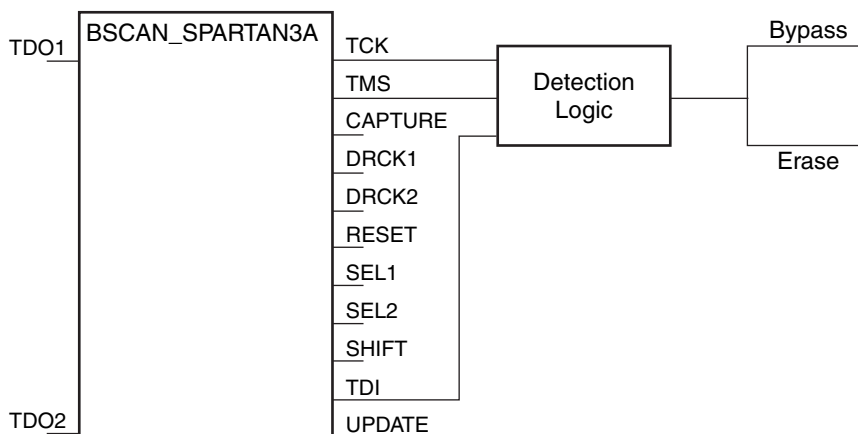 BSCAN_SPARTAN3A
TDO1
TDO2
TCK
TMS
CAPTURE
DRCK1
DRCK2
RESET
SEL1
SEL2
SHIFT
TDI
UPDATE
Detection
Logic
Bypass
Erase